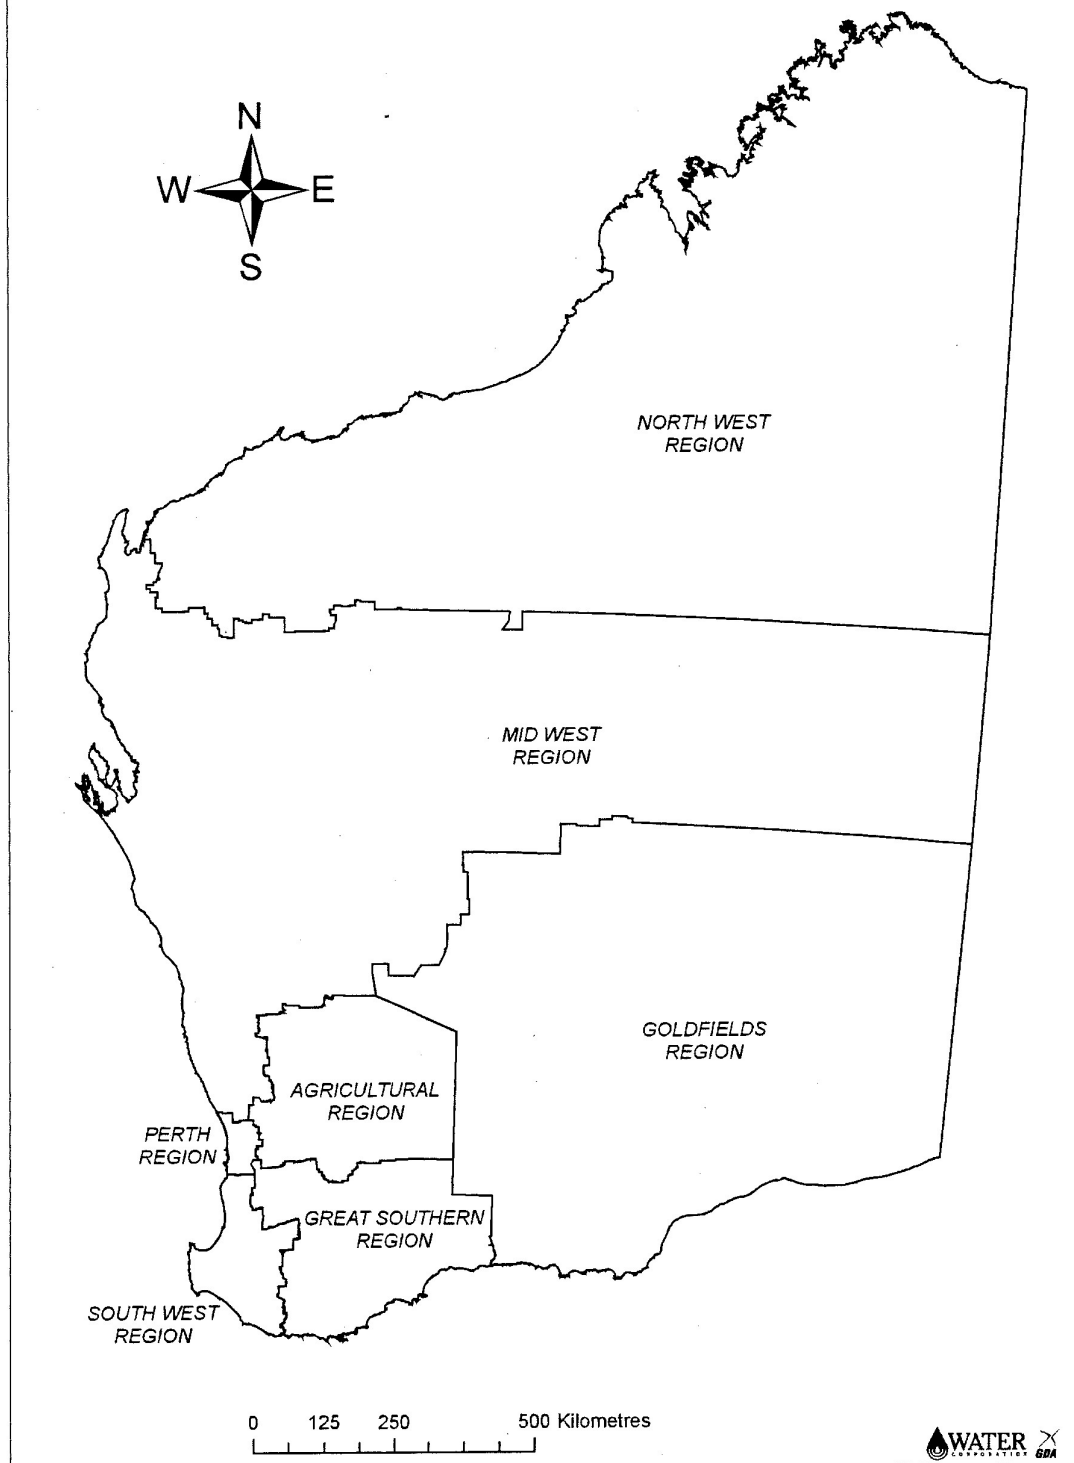 N
W E
S
NORTH WEST
REGION
MID WEST
REGION
GOLDFIELDS
REGION
AGRICULTURAL
REGION
PERTH
REGION
GREAT SOUTHERN
REGION
SOUTH WEST
REGION
0 125 250 500 Kilometres
WATER
CORPORATION
GDA